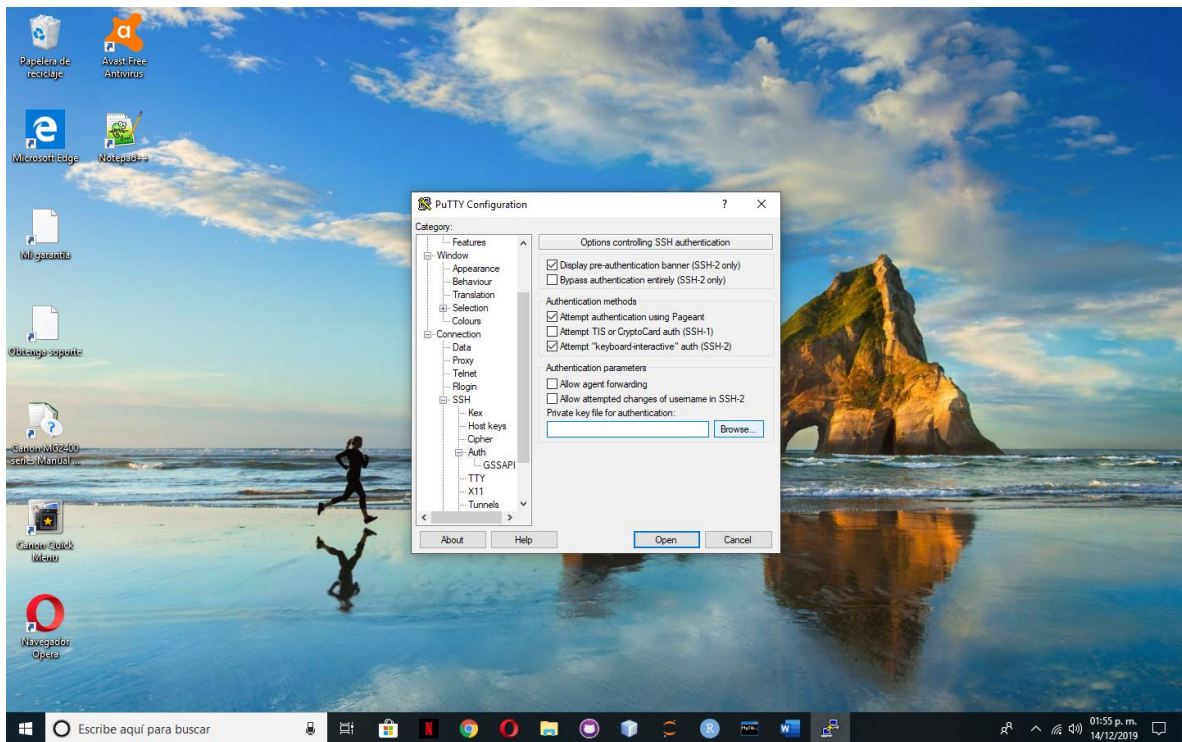 Papelera de
reciclaje
Avast Free
Antivirus
Microsoft Edge
Notepad++
Mi garantía
Obtenga soporte
Canon MG2400
series Manual ...
Canon Quick
Menu
Navegador
Opera
PuTTY Configuration
?
Category:
Features
Window
Appearance
Behaviour
Translation
Selection
Colours
Connection
Data
Proxy
Telnet
Rlogin
SSH
Kex
Host keys
Cipher
Auth
GSSAPI
TTY
X11
Tunnels
Options controlling SSH authentication
Display pre-authentication banner (SSH-2 only)
Bypass authentication entirely (SSH-2 only)
Authentication methods
Attempt authentication using Pageant
Attempt TIS or CryptoCard auth (SSH-1)
Attempt "keyboard-interactive" auth (SSH-2)
Authentication parameters
Allow agent forwarding
Allow attempted changes of username in SSH-2
Private key file for authentication:
Browse...
About
Help
Open
Cancel
Escribe aquí para buscar
01:55 p. m.
14/12/2019